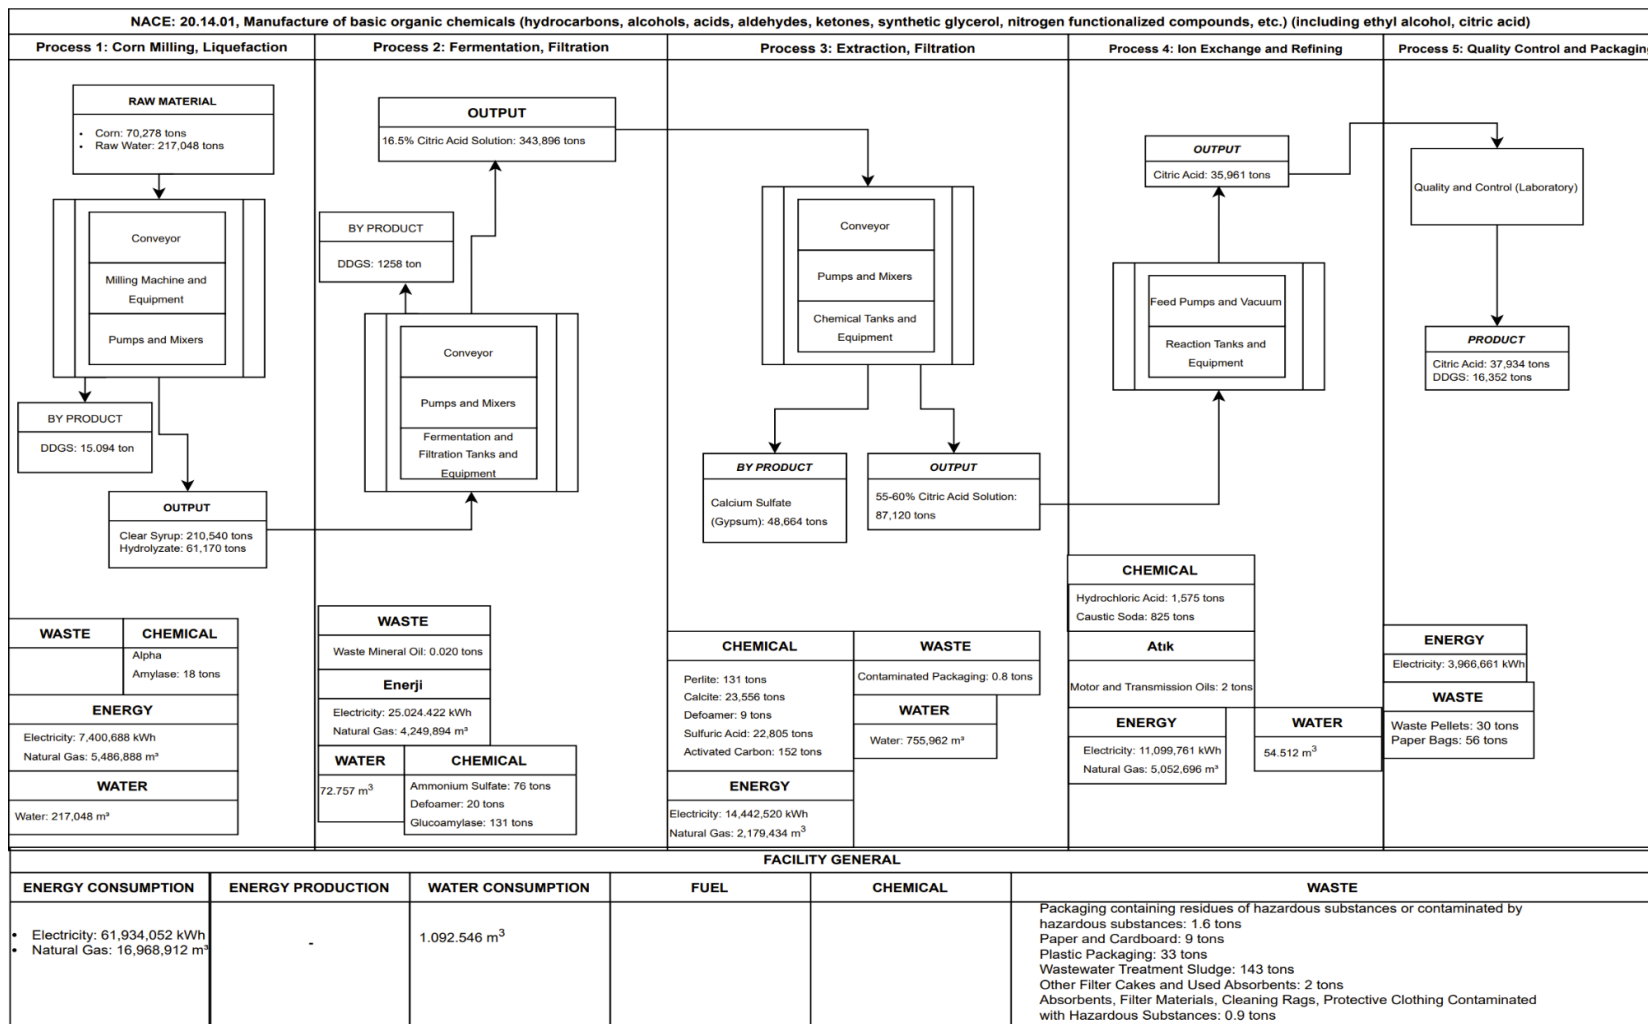 NACE: 20.14.01, Manufacture of basic organic chemicals (hydrocarbons, alcohols, acids, aldehydes, ketones, synthetic glycerol, nitrogen functionalized compounds, etc.) (including ethyl alcohol, citric acid)
Process 1: Corn Milling, Liquefaction
RAW MATERIAL
• Corn: 70,278 tons
• Raw Water: 217,048 tons
Conveyor
Milling Machine and
Equipment
Pumps and Mixers
BY PRODUCT
DDGS: 15.094 ton
OUTPUT
Clear Syrup: 210,540 tons
Hydrolyzate: 61,170 tons
WASTE
CHEMICAL
Alpha
Amylase: 18 tons
ENERGY
Electricity: 7,400,688 kWh
Natural Gas: 5,486,888 m³
WATER
Water: 217,048 m³
Process 2: Fermentation, Filtration
OUTPUT
16.5% Citric Acid Solution: 343,896 tons
BY PRODUCT
DDGS: 1258 ton
Conveyor
Pumps and Mixers
Fermentation and
Filtration Tanks and
Equipment
WASTE
Waste Mineral Oil: 0.020 tons
Enerji
Electricity: 25.024.422 kWh
Natural Gas: 4,249,894 m³
WATER
72.757 m³
CHEMICAL
Ammonium Sulfate: 76 tons
Defoamer: 20 tons
Glucoamylase: 131 tons
Process 3: Extraction, Filtration
Conveyor
Pumps and Mixers
Chemical Tanks and
Equipment
BY PRODUCT
Calcium Sulfate
(Gypsum): 48,664 tons
OUTPUT
55-60% Citric Acid Solution:
87,120 tons
CHEMICAL
Perlite: 131 tons
Calcite: 23,556 tons
Defoamer: 9 tons
Sulfuric Acid: 22,805 tons
Activated Carbon: 152 tons
WASTE
Contaminated Packaging: 0.8 tons
WATER
Water: 755,962 m³
ENERGY
Electricity: 14,442,520 kWh
Natural Gas: 2,179,434 m³
Process 4: Ion Exchange and Refining
OUTPUT
Citric Acid: 35,961 tons
Feed Pumps and Vacuum
Reaction Tanks and
Equipment
CHEMICAL
Hydrochloric Acid: 1,575 tons
Caustic Soda: 825 tons
Atık
Motor and Transmission Oils: 2 tons
ENERGY
Electricity: 11,099,761 kWh
Natural Gas: 5,052,696 m³
WATER
54.512 m³
Process 5: Quality Control and Packaging
Quality and Control (Laboratory)
PRODUCT
Citric Acid: 37,934 tons
DDGS: 16,352 tons
ENERGY
Electricity: 3,966,661 kWh
WASTE
Waste Pellets: 30 tons
Paper Bags: 56 tons
FACILITY GENERAL
ENERGY CONSUMPTION
• Electricity: 61,934,052 kWh
• Natural Gas: 16,968,912 m³
ENERGY PRODUCTION
-
WATER CONSUMPTION
1.092.546 m³
FUEL
CHEMICAL
WASTE
Packaging containing residues of hazardous substances or contaminated by
hazardous substances: 1.6 tons
Paper and Cardboard: 9 tons
Plastic Packaging: 33 tons
Wastewater Treatment Sludge: 143 tons
Other Filter Cakes and Used Absorbents: 2 tons
Absorbents, Filter Materials, Cleaning Rags, Protective Clothing Contaminated
with Hazardous Substances: 0.9 tons